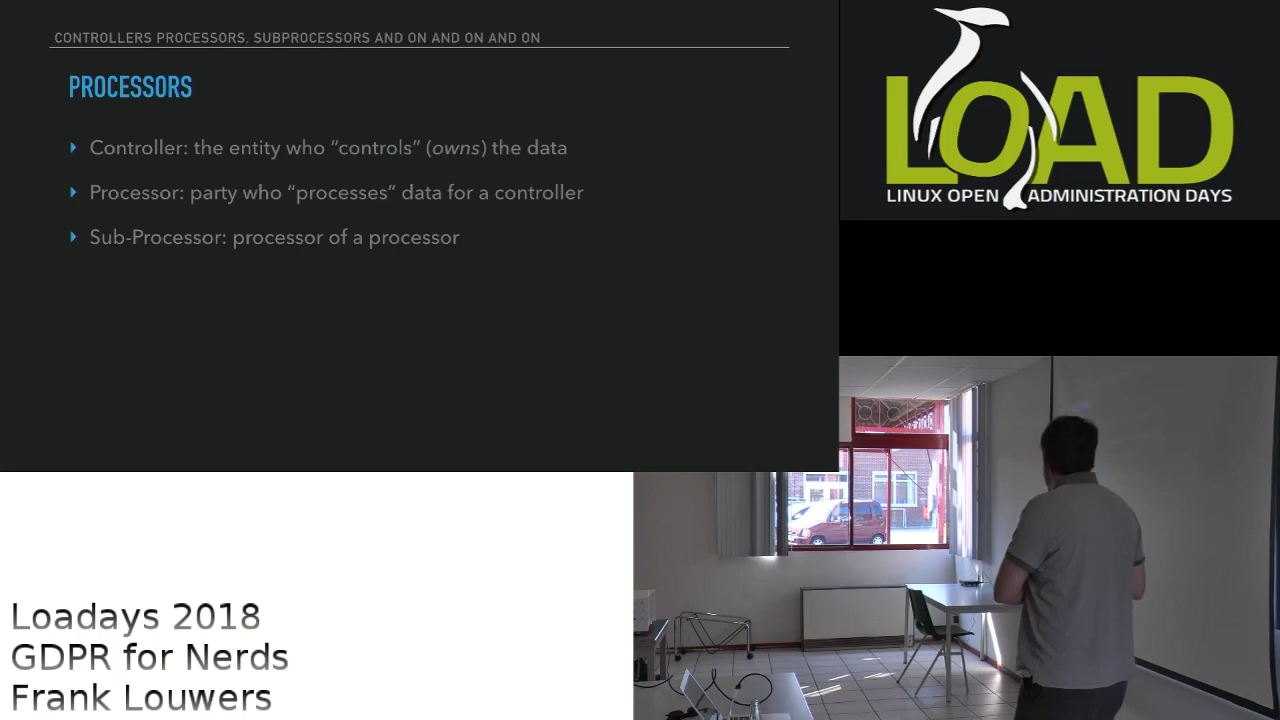 CONTROLLERS PROCESSORS, SUBPROCESSORS AND ON AND ON AND ON
PROCESSORS
Controller: the entity who “controls” (owns) the data
Processor: party who “processes” data for a controller
Sub-Processor: processor of a processor
LOAD
LINUX OPEN ADMINISTRATION DAYS
Loadays 2018
GDPR for Nerds
Frank Louwers